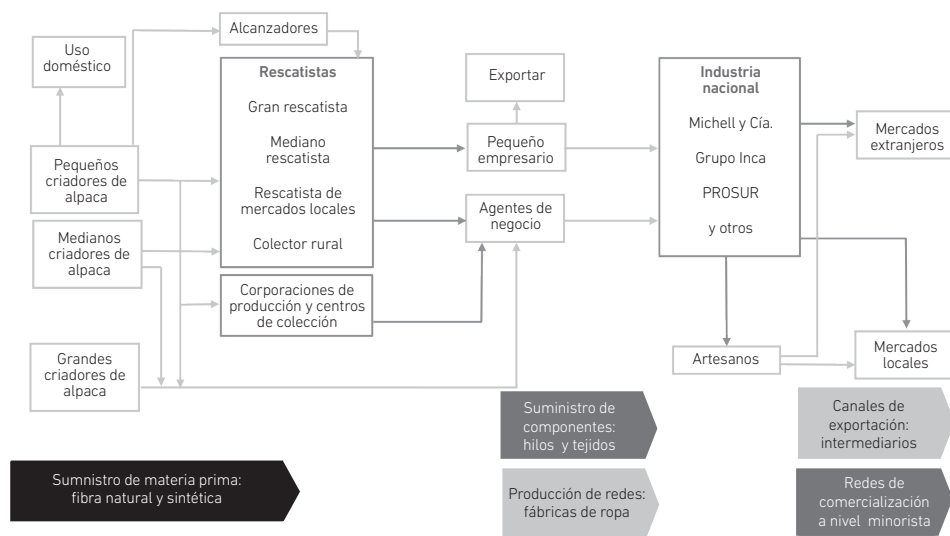 Alcanzadores
Uso
doméstico
Pequeños
criadores de
alpaca
Medianos
criadores de
alpaca
Grandes
criadores de
alpaca
Rescatistas
Gran rescatista
Mediano
rescatista
Rescatista de
mercados locales
Colector rural
Corporaciones de
producción y centros
de colección
Exportar
Pequeño
empresario
Agentes de
negocio
Industria
nacional
Michell y Cía.
Grupo Inca
PROSUR
y otros
Artesanos
Mercados
extranjeros
Mercados
locales
Sumnistro de materia prima:
fibra natural y sintética
Suministro de
componentes:
hilos y tejidos
Producción de redes:
fábricas de ropa
Canales de
exportación:
intermediarios
Redes de
comercialización
a nivel minorista